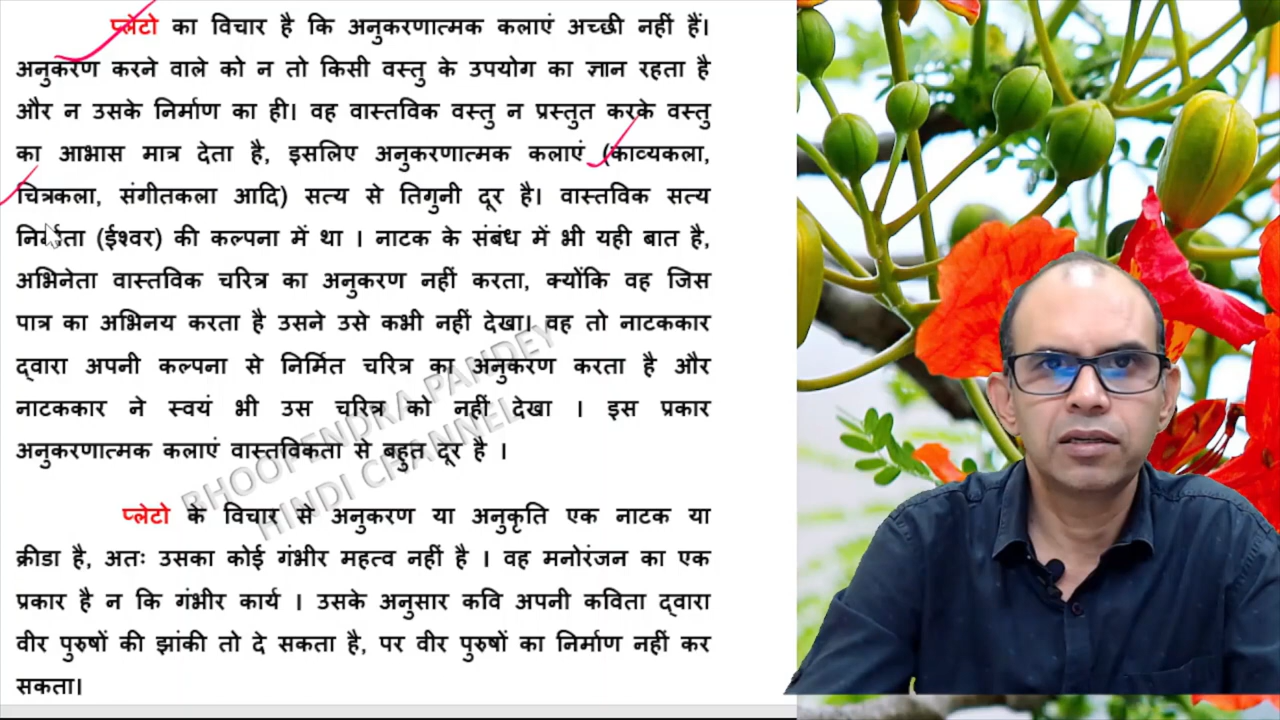 प्लेटो का विचार है कि अनुकरणात्मक कलाएं अच्छी नहीं हैं।
अनुकरण करने वाले को न तो किसी वस्तु के उपयोग का ज्ञान रहता है
और न उसके निर्माण का ही। वह वास्तविक वस्तु न प्रस्तुत करके वस्तु
का आभास मात्र देता है, इसलिए अनुकरणात्मक कलाएं (काव्यकला,
चित्रकला, संगीतकला आदि) सत्य से तिगुनी दूर है। वास्तविक सत्य
निर्माता (ईश्वर) की कल्पना में था । नाटक के संबंध में भी यही बात है,
अभिनेता वास्तविक चरित्र का अनुकरण नहीं करता, क्योंकि वह जिस
पात्र का अभिनय करता है उसने उसे कभी नहीं देखा। वह तो नाटककार
द्वारा अपनी कल्पना से निर्मित चरित्र का अनुकरण करता है और
नाटककार ने स्वयं भी उस चरित्र को नहीं देखा । इस प्रकार
अनुकरणात्मक कलाएं वास्तविकता से बहुत दूर है ।
प्लेटो के विचार से अनुकरण या अनुकृति एक नाटक या
क्रीडा है, अतः उसका कोई गंभीर महत्व नहीं है । वह मनोरंजन का एक
प्रकार है न कि गंभीर कार्य । उसके अनुसार कवि अपनी कविता द्वारा
वीर पुरुषों की झांकी तो दे सकता है, पर वीर पुरुषों का निर्माण नहीं कर
सकता।
BHOOPENDRA PANDEY
HINDI CHANNEL